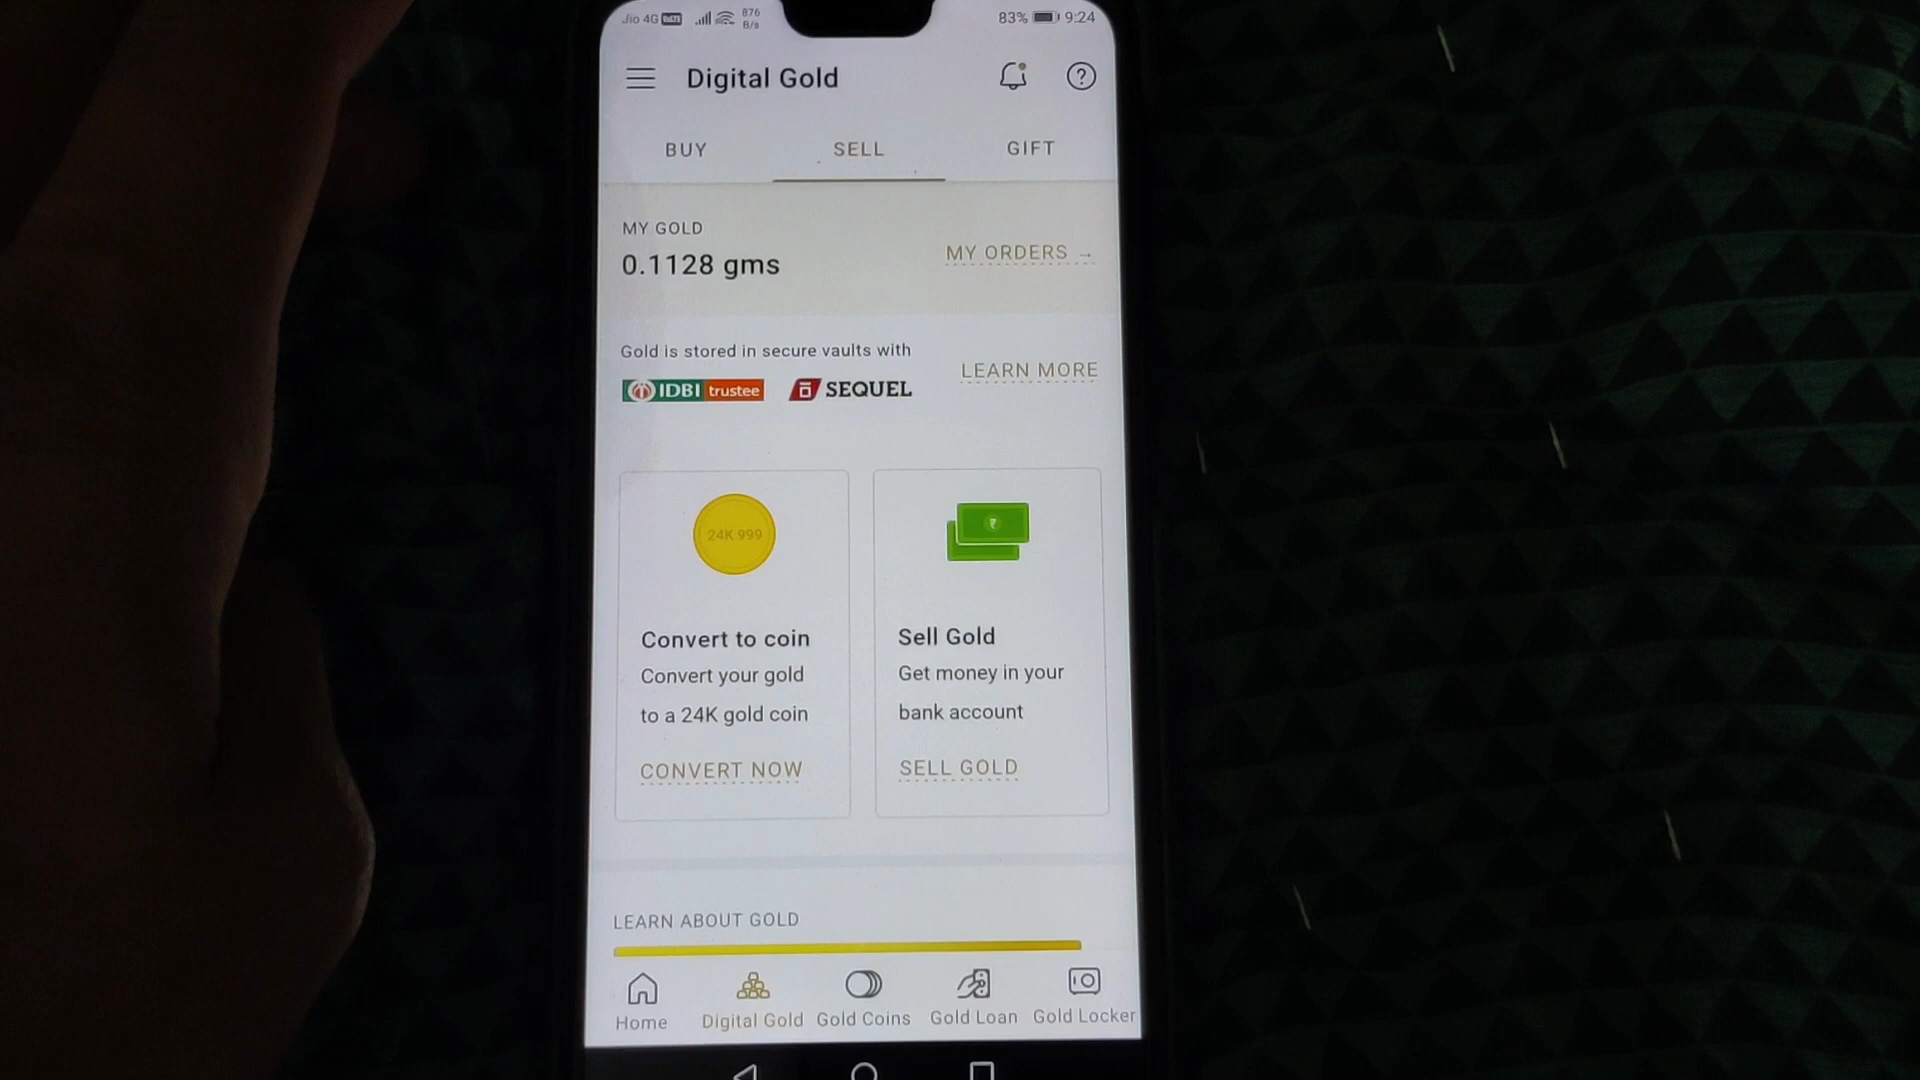 Jio 4G VoLTE 876 B/s 83% 9:24
Digital Gold
BUY SELL GIFT
MY GOLD
0.1128 gms
MY ORDERS →
Gold is stored in secure vaults with
LEARN MORE
IDBI trustee SEQUEL
24K 999
₹
Convert to coin
Convert your gold
to a 24K gold coin
CONVERT NOW
Sell Gold
Get money in your
bank account
SELL GOLD
LEARN ABOUT GOLD
Home Digital Gold Gold Coins Gold Loan Gold Locker